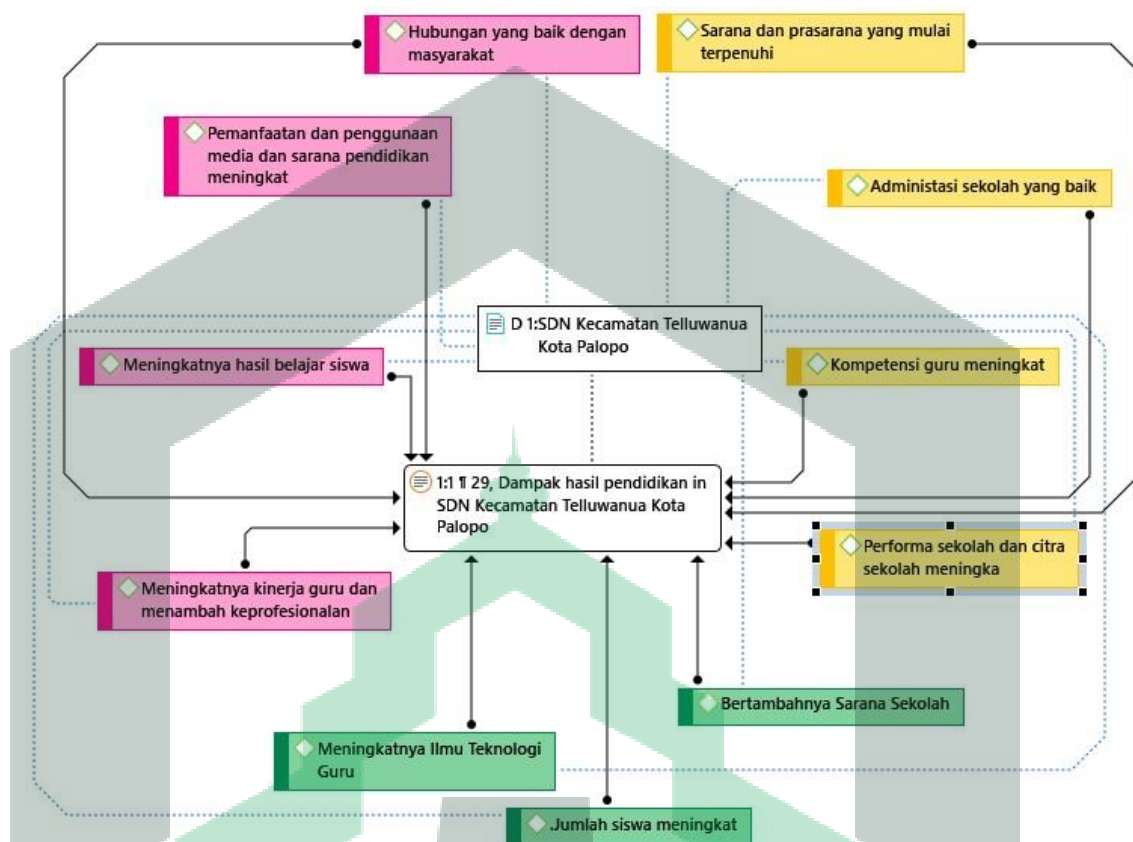 Hubungan yang baik dengan
masyarakat
Sarana dan prasarana yang mulai
terpenuhi
Pemanfaatan dan penggunaan
media dan sarana pendidikan
meningkat
Administasi sekolah yang baik
D 1:SDN Kecamatan Telluwanua
Kota Palopo
Meningkatnya hasil belajar siswa
Kompetensi guru meningkat
1:1 ¶ 29, Dampak hasil pendidikan in
SDN Kecamatan Telluwanua Kota
Palopo
Performa sekolah dan citra
sekolah meningka
Meningkatnya kinerja guru dan
menambah keprofesionalan
Bertambahnya Sarana Sekolah
Meningkatnya Ilmu Teknologi
Guru
Jumlah siswa meningkat